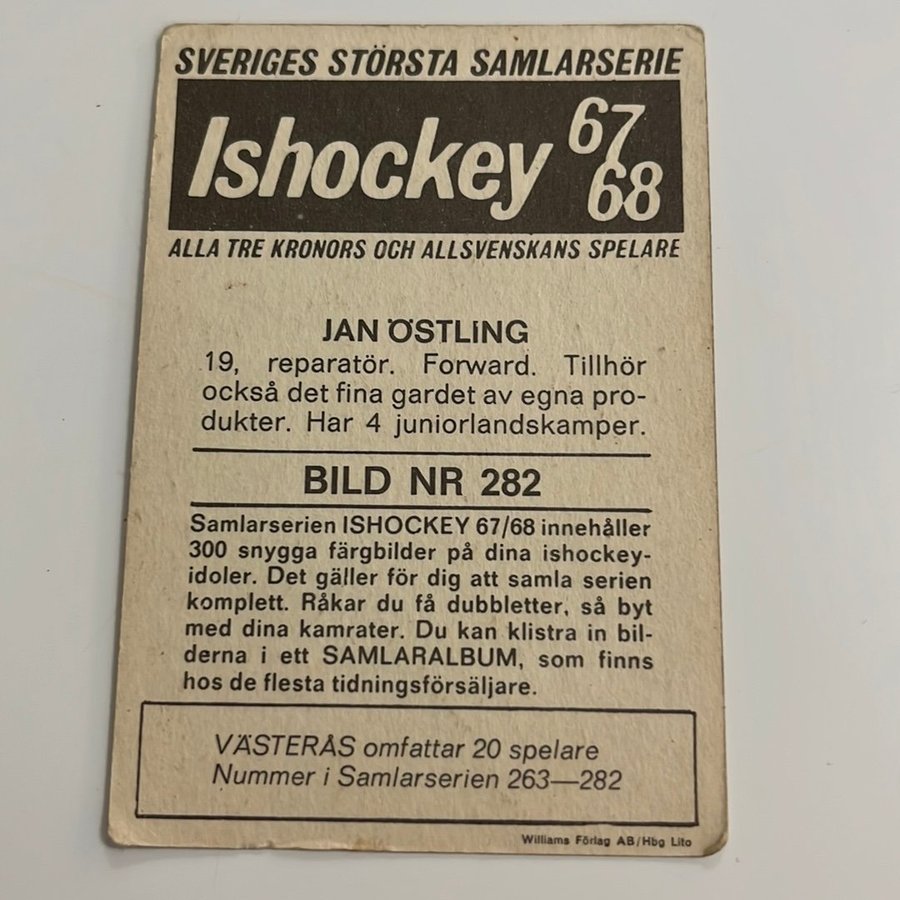 SVERIGES STÖRSTA SAMLARSERIE
Ishockey 67
68
ALLA TRE KRONORS OCH ALLSVENSKANS SPELARE
JAN ÖSTLING
19, reparatör. Forward. Tillhör
också det fina gardet av egna pro-
dukter. Har 4 juniorlandskamper.
BILD NR 282
Samlarserien ISHOCKEY 67/68 innehåller
300 snygga färgbilder på dina ishockey-
idoler. Det gäller för dig att samla serien
komplett. Råkar du få dubbletter, så byt
med dina kamrater. Du kan klistra in bil-
derna i ett SAMLARALBUM, som finns
hos de flesta tidningsförsäljare.
VÄSTERÅS omfattar 20 spelare
Nummer i Samlarserien 263—282
Williams Förlag AB/Hbg Lito